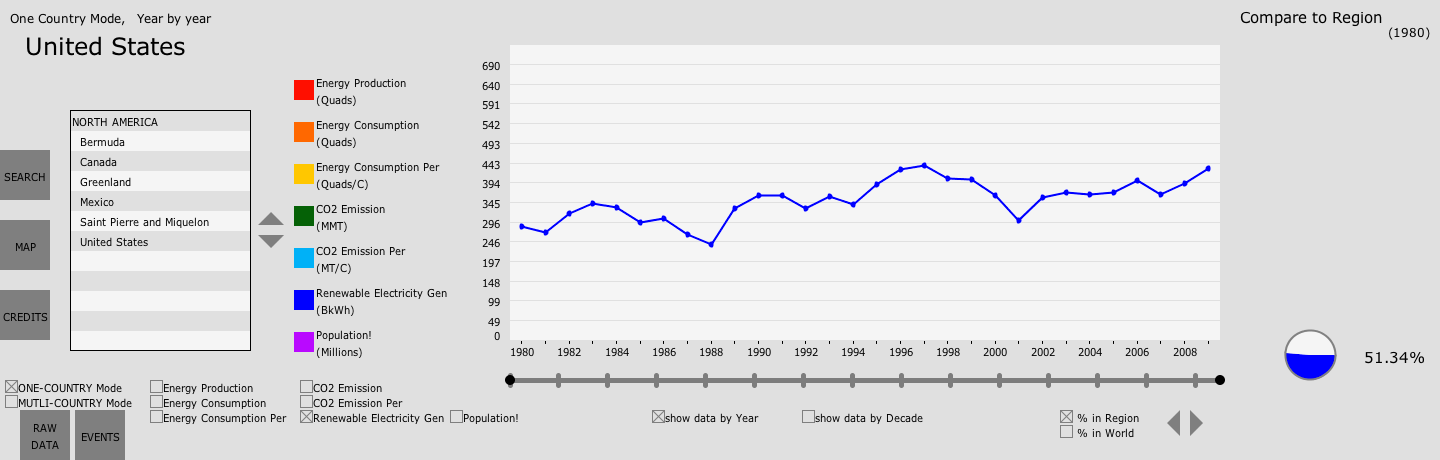 One Country Mode,   Year by year
United States
Compare to Region
(1980)
NORTH AMERICA
Bermuda
Canada
Greenland
Mexico
Saint Pierre and Miquelon
United States
SEARCH
MAP
CREDITS
Energy Production
(Quads)
Energy Consumption
(Quads)
Energy Consumption Per
(Quads/C)
CO2 Emission
(MMT)
CO2 Emission Per
(MT/C)
Renewable Electricity Gen
(BkWh)
Population!
(Millions)
690
640
591
542
493
443
394
345
296
246
197
148
99
49
0
1980 1982 1984 1986 1988 1990 1992 1994 1996 1998 2000 2002 2004 2006 2008
51.34%
ONE-COUNTRY Mode
MUTLI-COUNTRY Mode
Energy Production
Energy Consumption
Energy Consumption Per
CO2 Emission
CO2 Emission Per
Renewable Electricity Gen
Population!
show data by Year
show data by Decade
% in Region
% in World
RAW
DATA
EVENTS